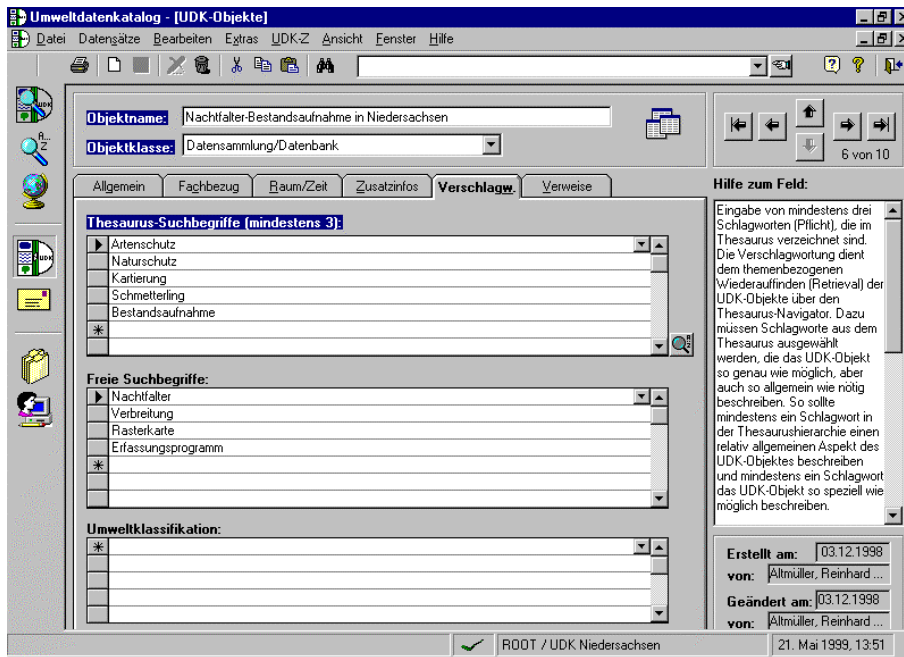 Umweltdatenkatalog - [UDK-Objekte]
Datei Datensätze Bearbeiten Extras UDK-Z Ansicht Fenster Hilfe
Objektname: Nachtfalter-Bestandsaufnahme in Niedersachsen
Objektklasse: Datensammlung/Datenbank
6 von 10
Allgemein Fachbezug Raum/Zeit Zusatzinfos Verschlagw. Verweise
Thesaurus-Suchbegriffe (mindestens 3):
Artenschutz
Naturschutz
Kartierung
Schmetterling
Bestandsaufnahme
Freie Suchbegriffe:
Nachtfalter
Verbreitung
Rasterkarte
Erfassungsprogramm
Umweltklassifikation:
Hilfe zum Feld:
Eingabe von mindestens drei
Schlagworten (Pflicht), die im
Thesaurus verzeichnet sind.
Die Verschlagwortung dient
dem themenbezogenen
Wiederauffinden (Retrieval) der
UDK-Objekte über den
Thesaurus-Navigator. Dazu
müssen Schlagworte aus dem
Thesaurus ausgewählt
werden, die das UDK-Objekt
so genau wie möglich, aber
auch so allgemein wie nötig
beschreiben. So sollte
mindestens ein Schlagwort in
der Thesaurushierarchie einen
relativ allgemeinen Aspekt des
UDK-Objektes beschreiben
und mindestens ein Schlagwort
das UDK-Objekt so speziell wie
möglich beschreiben.
Erstellt am: 03.12.1998
von: Altmüller, Reinhard ...
Geändert am: 03.12.1998
von: Altmüller, Reinhard ...
ROOT / UDK Niedersachsen
21. Mai 1999, 13:51